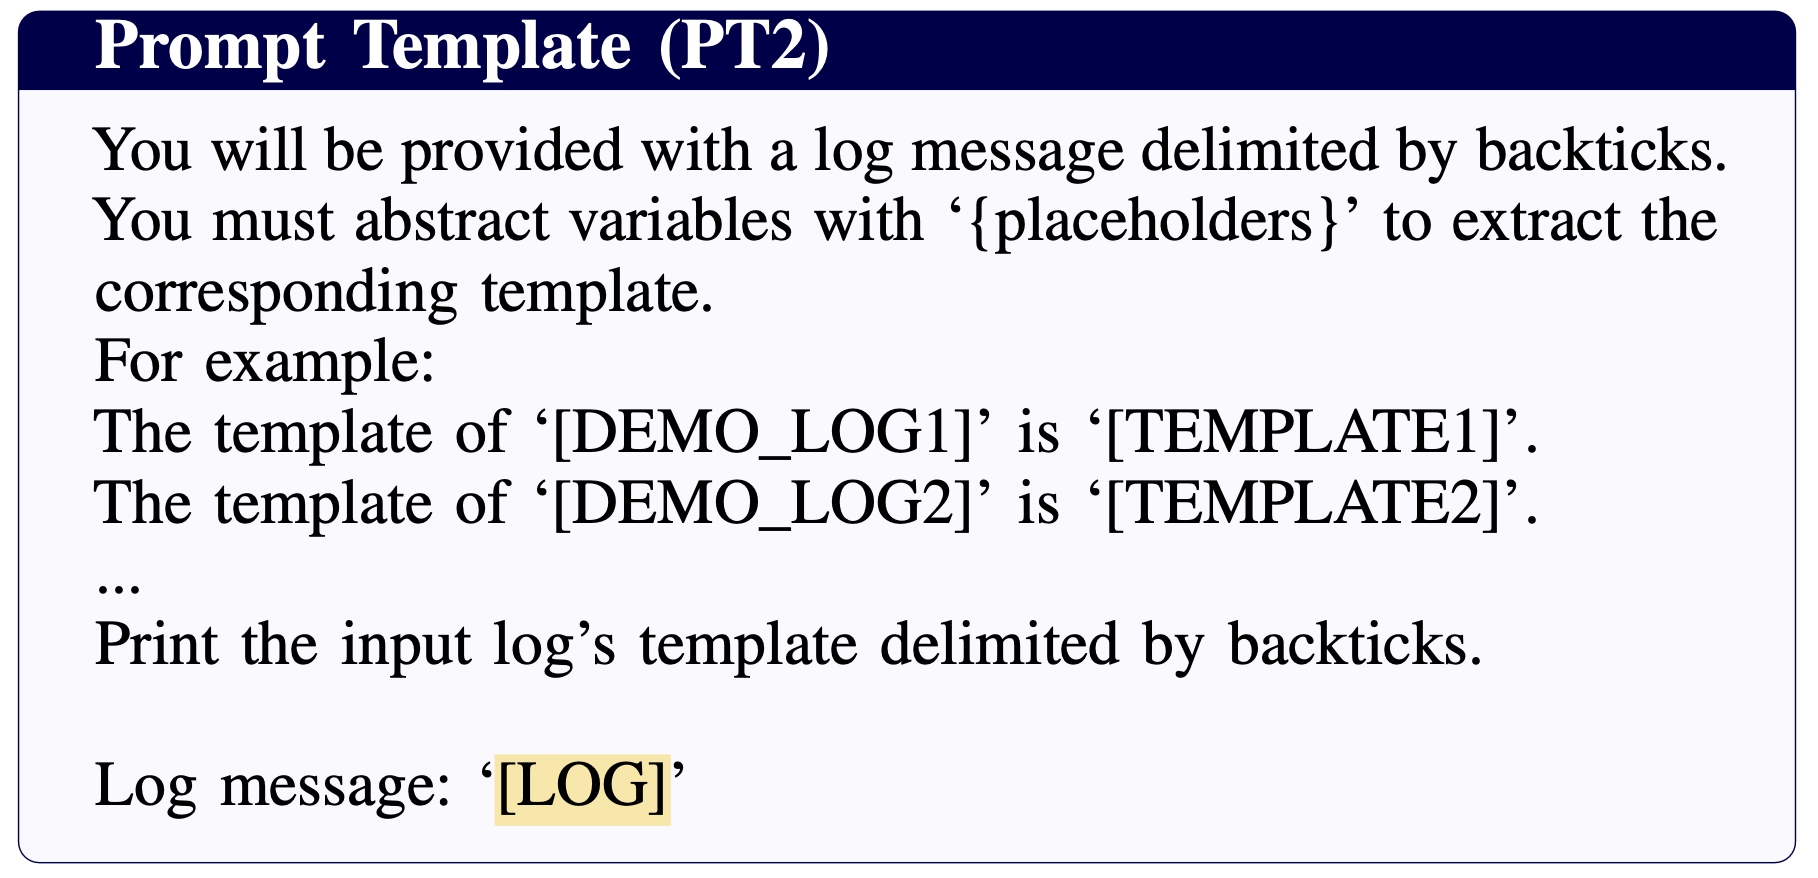 Prompt Template (PT2)
You will be provided with a log message delimited by backticks.
You must abstract variables with ‘{placeholders}’ to extract the
corresponding template.
For example:
The template of ‘[DEMO_LOG1]’ is ‘[TEMPLATE1]’.
The template of ‘[DEMO_LOG2]’ is ‘[TEMPLATE2]’.
...
Print the input log’s template delimited by backticks.
Log message: ‘[LOG]’